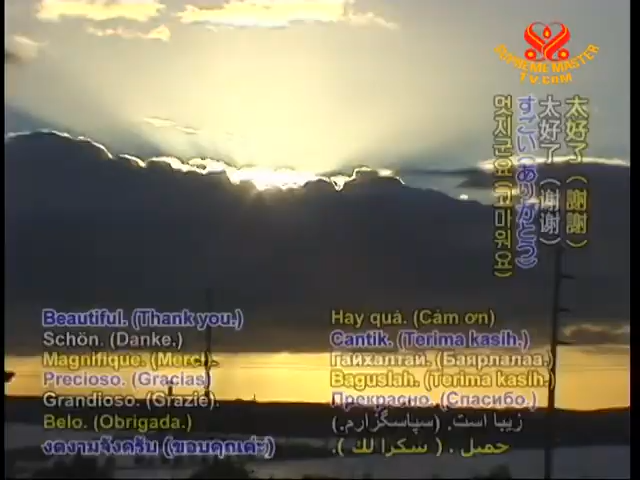 SUPREME MASTER
TV.COM
太好了（謝謝）
太好了（谢谢）
すごい（ありがとう）
멋지군요（고마워요）
Beautiful. (Thank you.)
Schön. (Danke.)
Magnifique. (Merci.)
Precioso. (Gracias.)
Grandioso. (Grazie.)
Belo. (Obrigada.)
งดงามจังครับ (ขอบคุณค่ะ)
Hay quá. (Cám ơn)
Cantik. (Terima kasih.)
Гайхалтай. (Баярлалаа.)
Baguslah. (Terima kasih.)
Прекрасно. (Спасибо.)
زیبا است. (سپاسگزارم.)
جميل. (شكرا لك.)